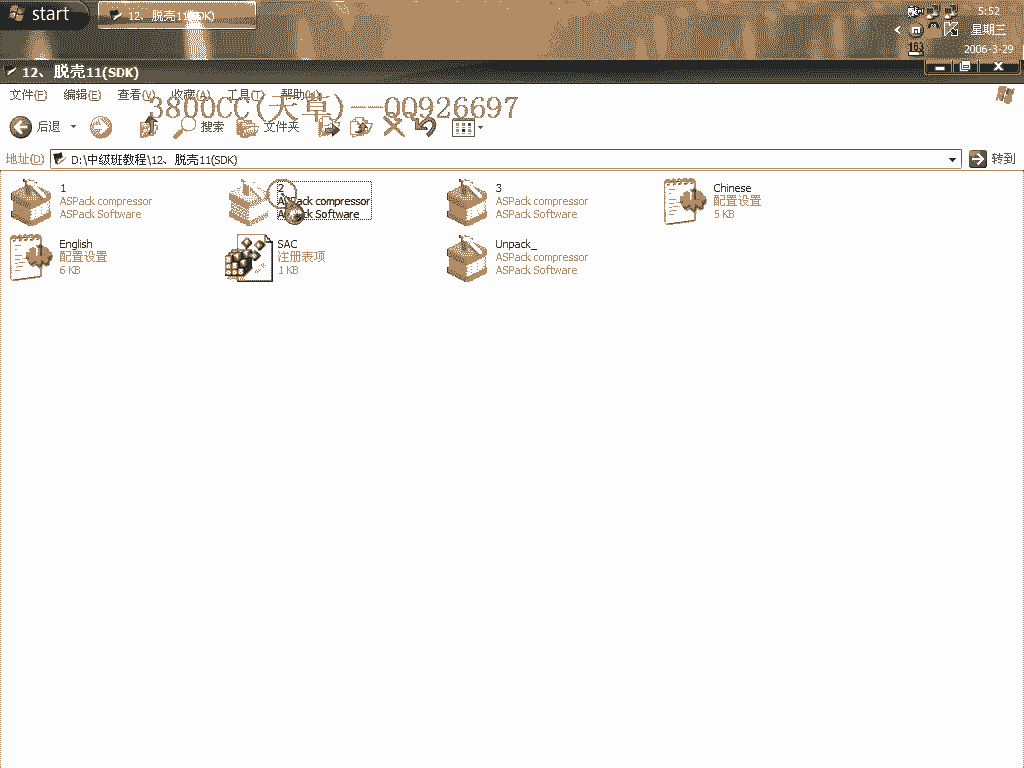 start
12、脱壳11(SDK)
5:52
星期三
163
2006-3-29
12、脱壳11(SDK)
文件(F) 编辑(E) 查看(V) 收藏(A) 工具(T) 帮助(H)
3800CC(天草)--QQ926697
后退 搜索 文件夹
地址(D) D:\中级班教程\12、脱壳11(SDK) 转到
1
ASPack compressor
ASPack Software
2
ASPack compressor
ASPack Software
3
ASPack compressor
ASPack Software
Chinese
配置设置
5 KB
English
配置设置
6 KB
SAC
注册表项
1 KB
Unpack_
ASPack compressor
ASPack Software